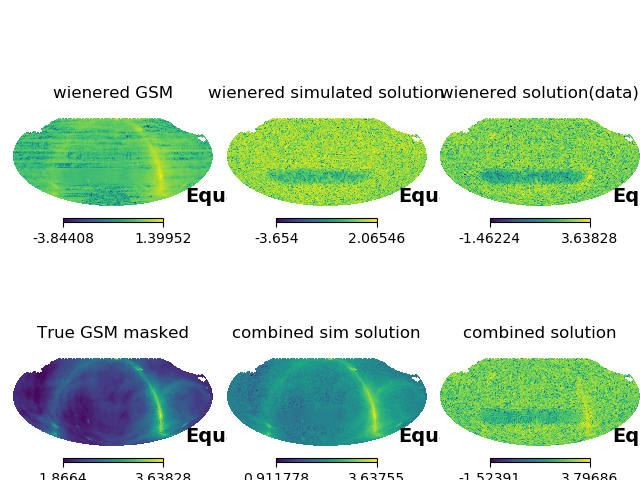 wienered GSM
wienered simulated solution
wienered solution(data)
Equ
Equ
Eq
-3.84408 1.39952
-3.654 2.06546
-1.46224 3.63828
True GSM masked
combined sim solution
combined solution
Equ
Equ
Eq
1.8664 3.63828
0.911778 3.63755
-1.52391 3.79686